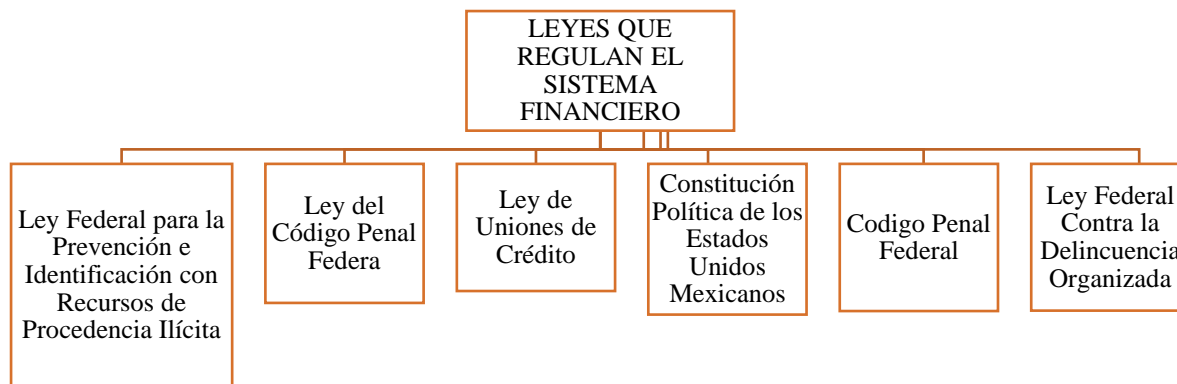 LEYES QUE
REGULAN EL
SISTEMA
FINANCIERO
Ley Federal para la
Prevención e
Identificación con
Recursos de
Procedencia Ilícita
Ley del
Código Penal
Federa
Ley de
Uniones de
Crédito
Constitución
Política de los
Estados
Unidos
Mexicanos
Codigo Penal
Federal
Ley Federal
Contra la
Delincuencia
Organizada